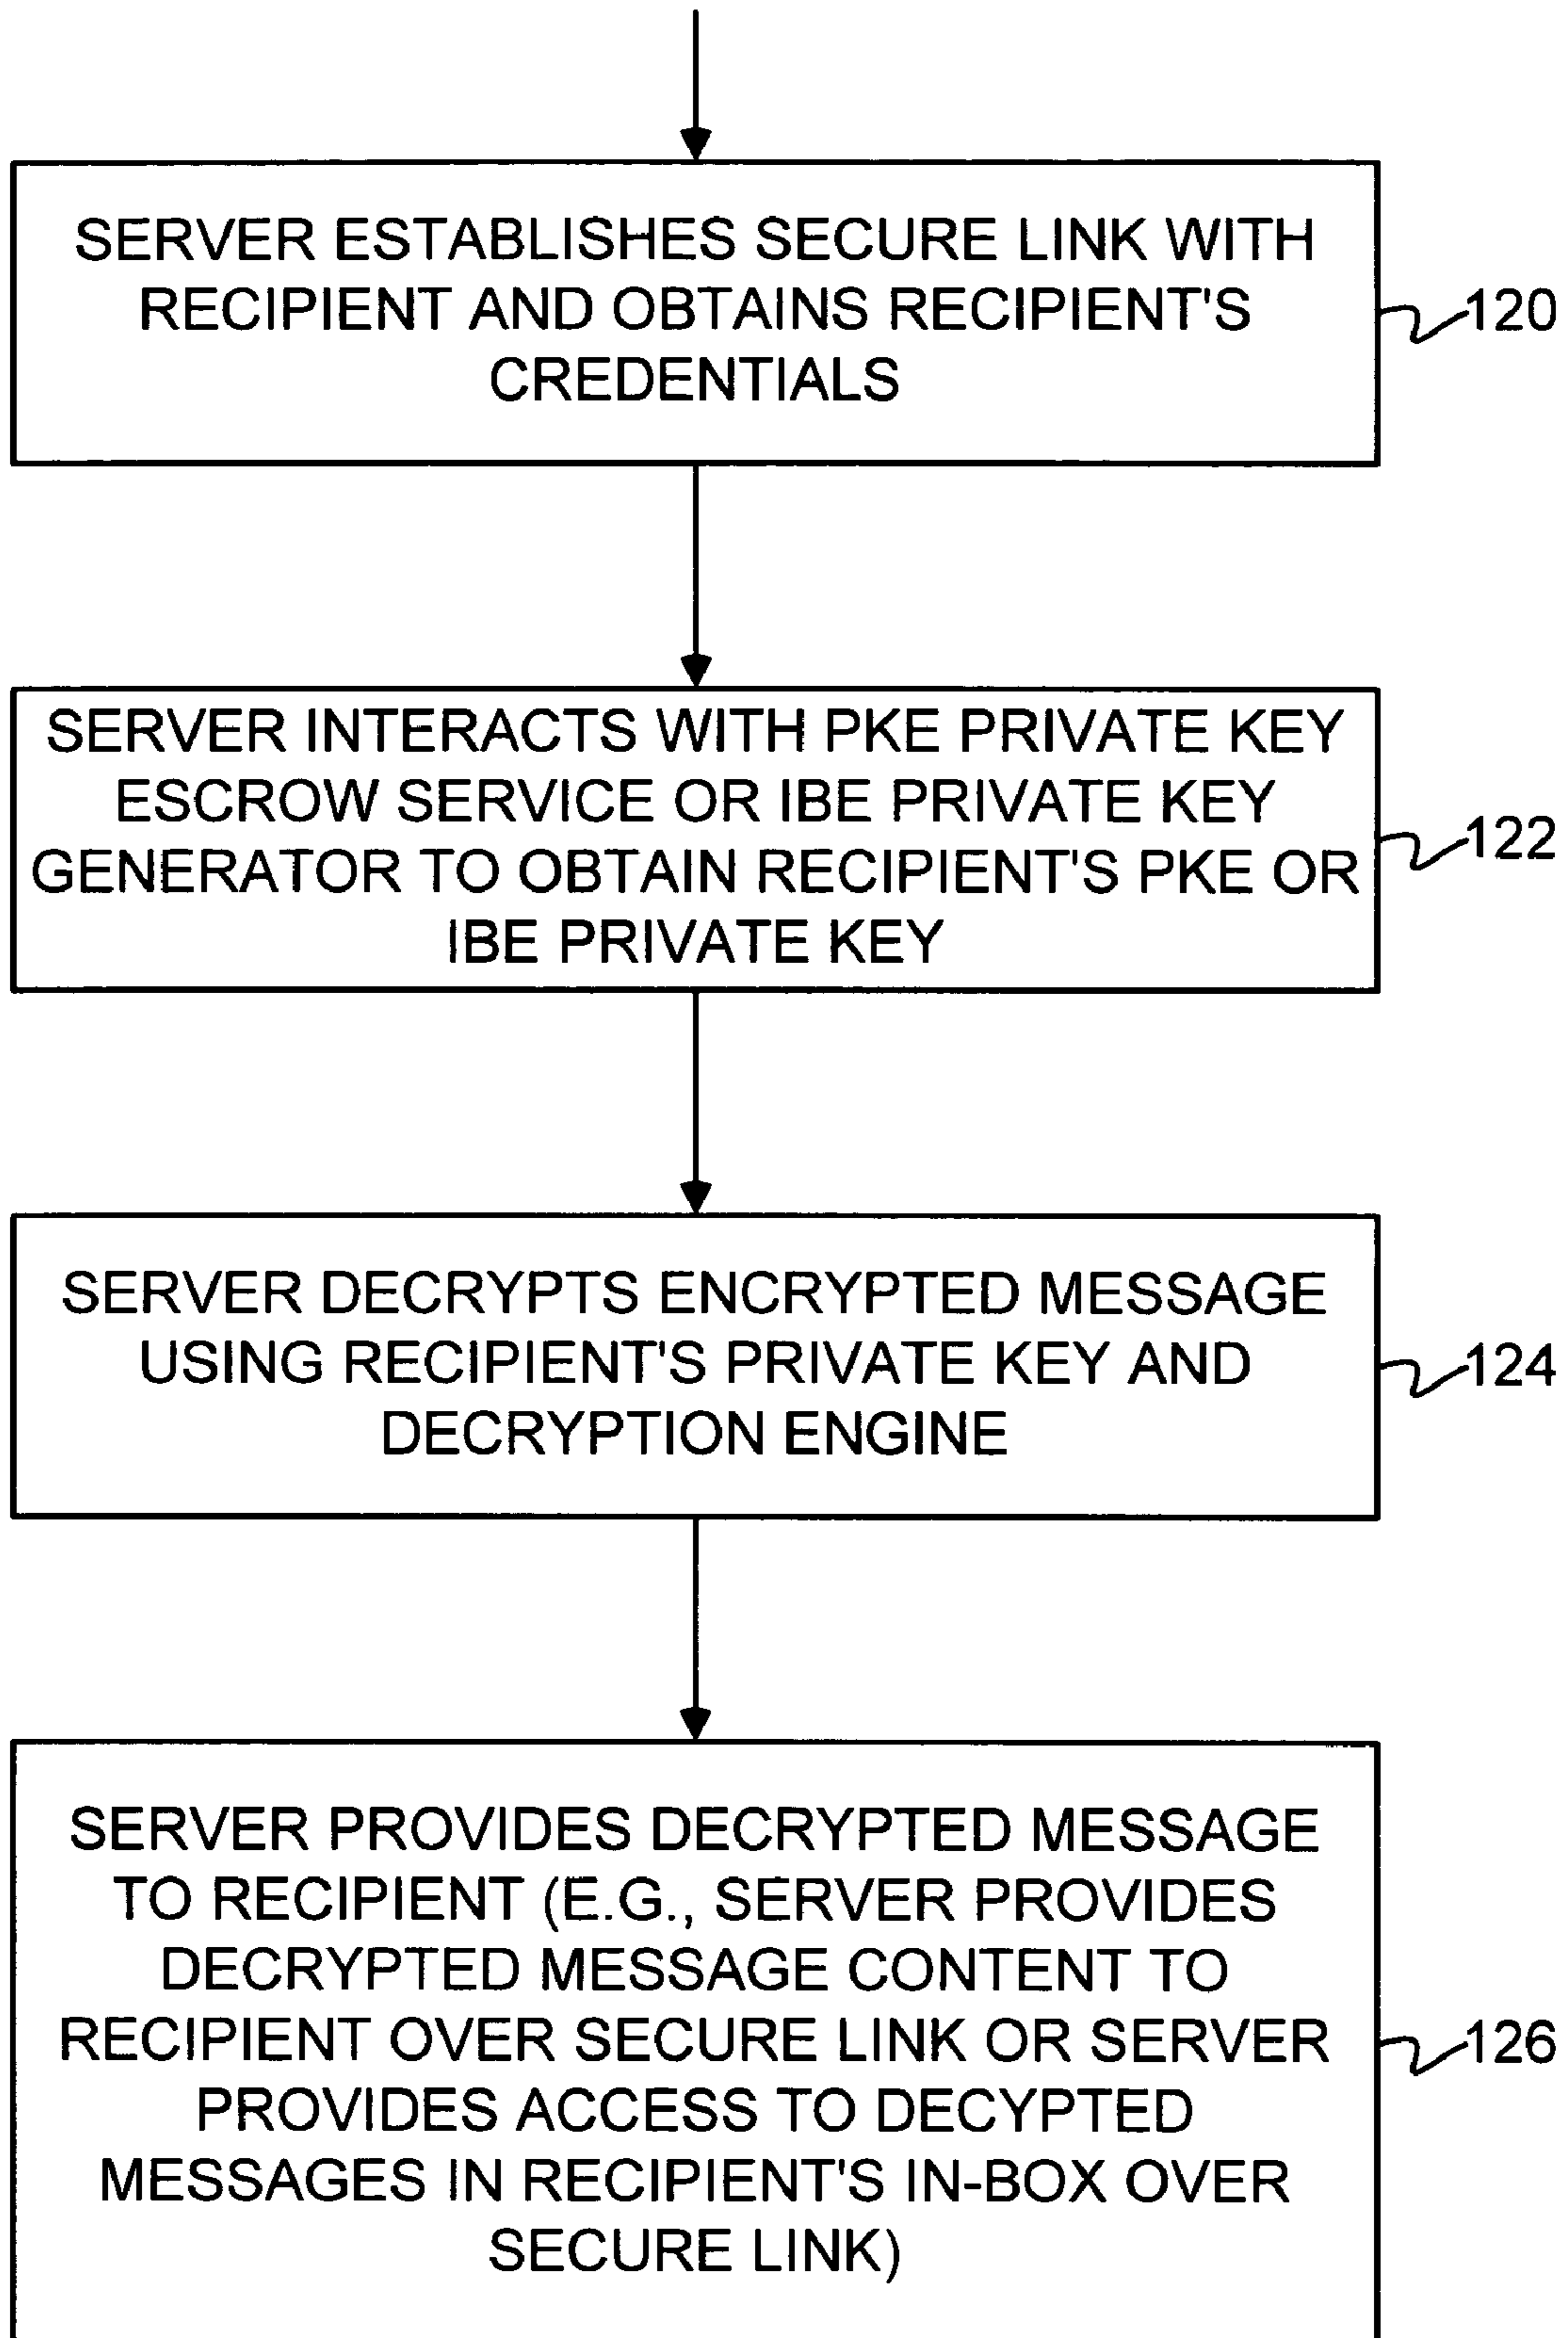 SERVER ESTABLISHES SECURE LINK WITH
RECIPIENT AND OBTAINS RECIPIENT'S
CREDENTIALS
120
SERVER INTERACTS WITH PKE PRIVATE KEY
ESCROW SERVICE OR IBE PRIVATE KEY
GENERATOR TO OBTAIN RECIPIENT'S PKE OR
IBE PRIVATE KEY
122
SERVER DECRYPTS ENCRYPTED MESSAGE
USING RECIPIENT'S PRIVATE KEY AND
DECRYPTION ENGINE
124
SERVER PROVIDES DECRYPTED MESSAGE
TO RECIPIENT (E.G., SERVER PROVIDES
DECRYPTED MESSAGE CONTENT TO
RECIPIENT OVER SECURE LINK OR SERVER
PROVIDES ACCESS TO DECYPTED
MESSAGES IN RECIPIENT'S IN-BOX OVER
SECURE LINK)
126